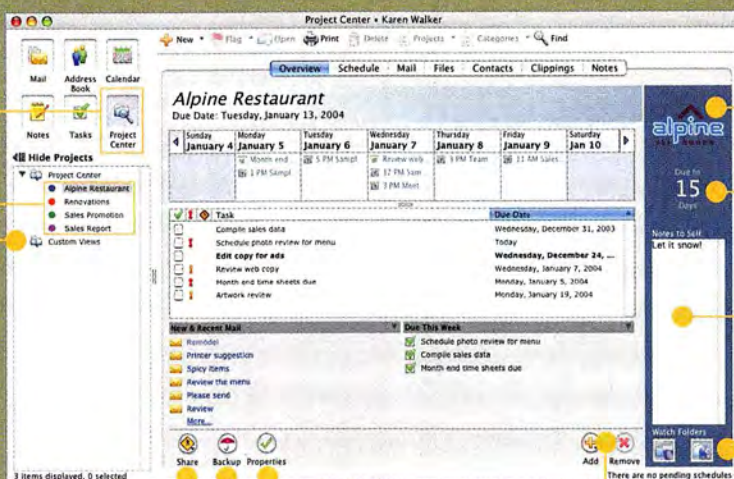 Project Center • Karen Walker
New Flag Open Print Delete Projects Categories Find
Mail Address Book Calendar
Notes Tasks Project Center
Hide Projects
Project Center
Alpine Restaurant
Renovations
Sales Promotion
Sales Report
Custom Views
3 items displayed, 0 selected
Overview Schedule Mail Files Contacts Clippings Notes
Alpine Restaurant
Due Date: Tuesday, January 13, 2004
Sunday Monday Tuesday Wednesday Thursday Friday Saturday
January 4 January 5 January 6 January 7 January 8 January 9 Jan 10
Month end 5 PM Sampl Review web 3 PM Team 11 AM Sales
1 PM Sampl 12 PM Sam
3 PM Meet
Task Due Date
Compile sales data Wednesday, December 31, 2003
Schedule photo review for menu Today
Edit copy for ads Wednesday, December 24, ...
Review web copy Wednesday, January 7, 2004
Month end time sheets due Monday, January 5, 2004
Artwork review Monday, January 19, 2004
New & Recent Mail Due This Week
Remodel Schedule photo review for menu
Printer suggestion Compile sales data
Spicy Items Month end time sheets due
Review the menu
Please send
Review
More...
Share Backup Properties Add Remove
alpine
Due in
15
Days
Notes to Self
Let it snow!
Watch Folders
There are no pending schedules